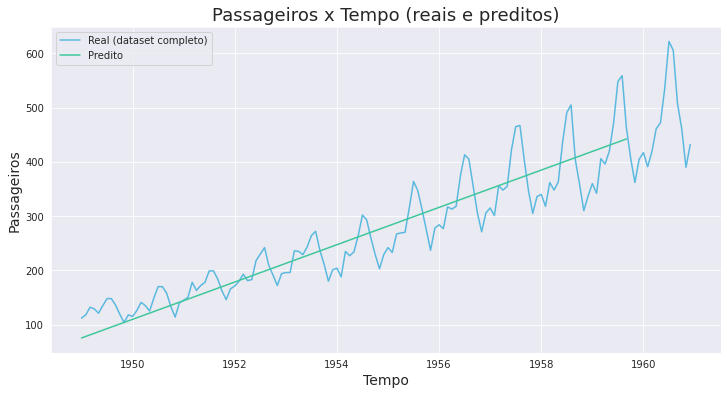 Passageiros x Tempo (reais e preditos)
Real (dataset completo)
Predito
600
500
400
300
200
100
Passageiros
1950 1952 1954 1956 1958 1960
Tempo